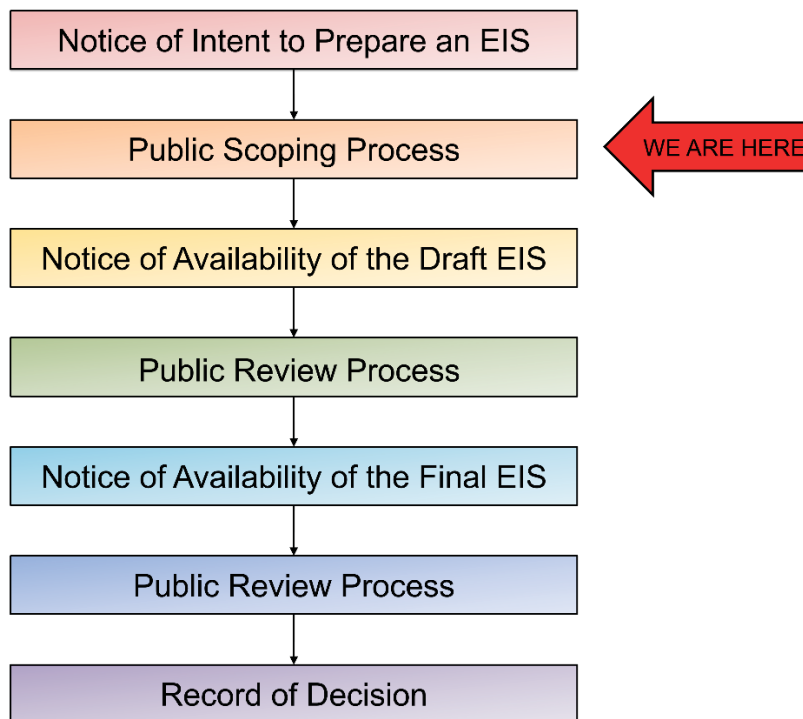 Notice of Intent to Prepare an EIS
Public Scoping Process
WE ARE HERE
Notice of Availability of the Draft EIS
Public Review Process
Notice of Availability of the Final EIS
Public Review Process
Record of Decision